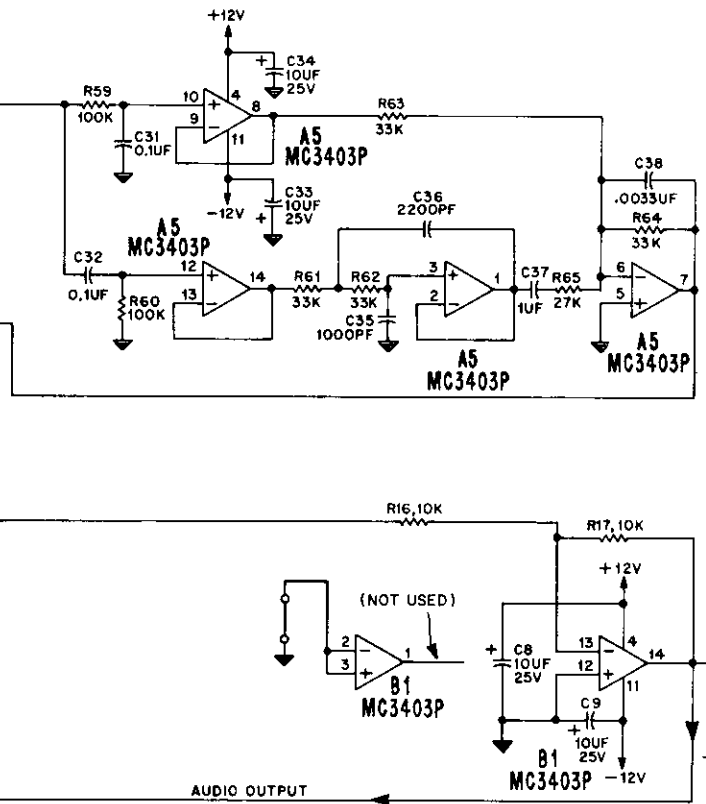 +12V
+ C34
10UF
25V
R59
100K
10 + 4 8
9 − 11
C31
0.1UF
A5
MC3403P
R63
33K
−12V
C33
10UF
+ 25V
C38
.0033UF
R64
33K
C36
2200PF
A5
MC3403P
C32
0.1UF
12 + 14
13 −
R60
100K
R61
33K
R62
33K
C35
1000PF
3 + 1
2 −
C37
1UF
R65
27K
6 − 7
5 +
A5
MC3403P
A5
MC3403P
R16,10K
R17,10K
+12V
(NOT USED)
2 − 1
3 +
B1
MC3403P
+ C8
10UF
25V
13 − 4 14
12 + 11
C9
+ 10UF
25V
B1
MC3403P
−12V
AUDIO OUTPUT